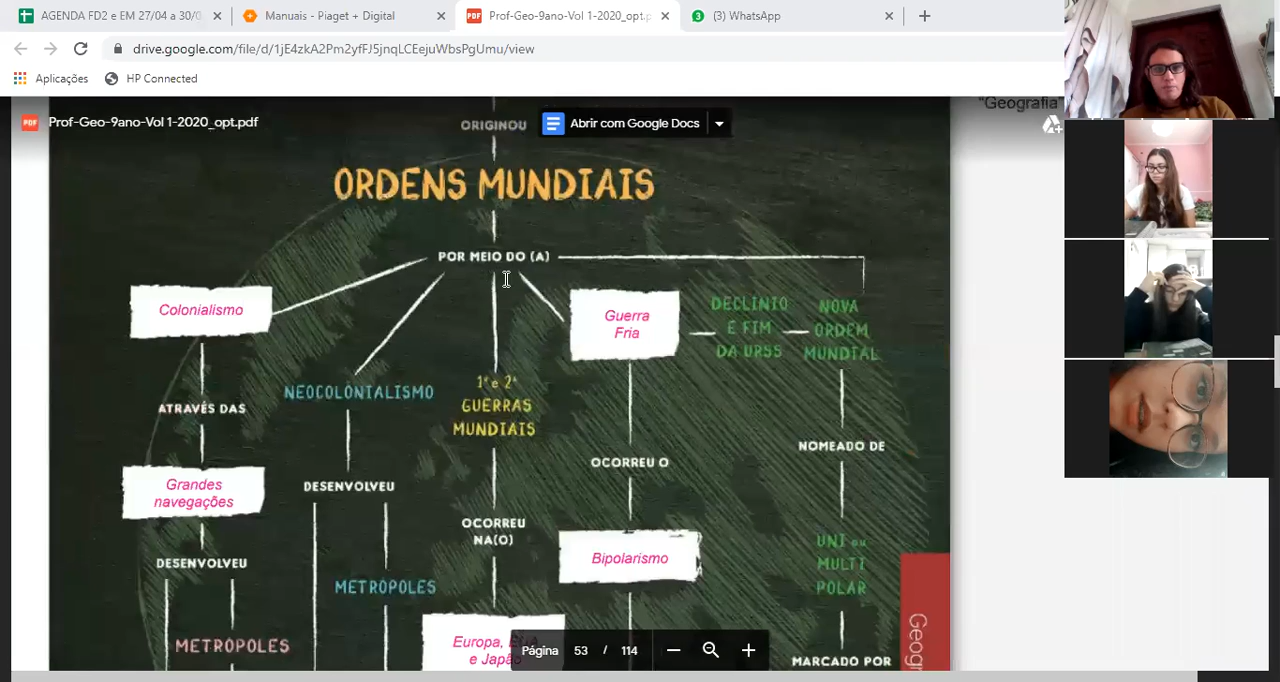 AGENDA FD2 e EM 27/04 a 30/0
Manuais - Piaget + Digital
Prof-Geo-9ano-Vol 1-2020_opt.p
(3) WhatsApp
drive.google.com/file/d/1jE4zkA2Pm2yfFJ5jnqLCEejuWbsPgUmu/view
Aplicações
HP Connected
"Geografia"
Prof-Geo-9ano-Vol 1-2020_opt.pdf
ORIGINOU
Abrir com Google Docs
ORDENS MUNDIAIS
POR MEIO DO (A)
Colonialismo
Guerra
Fria
DECLÍNIO
E FIM
DA URSS
NOVA
ORDEM
MUNDIAL
NEOCOLONIALISMO
1ª e 2ª
GUERRAS
MUNDIAIS
ATRAVÉS DAS
NOMEADO DE
OCORREU O
Grandes
navegações
DESENVOLVEU
OCORREU
NA(O)
UNI ou
MULTI
POLAR
Bipolarismo
DESENVOLVEU
METRÓPOLES
METRÓPOLES
Europa, EUA
e Japão
Página 53 / 114
MARCADO POR
Geogr